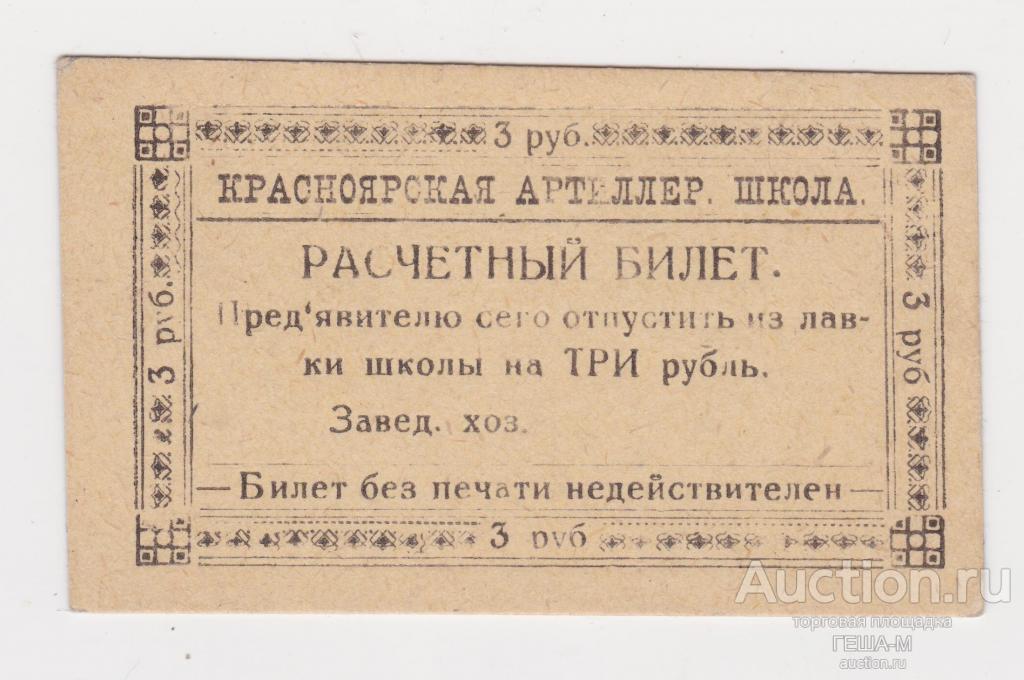 3 руб.
КРАСНОЯРСКАЯ АРТИЛЛЕР. ШКОЛА.
РАСЧЕТНЫЙ БИЛЕТ.
Пред'явителю сего отпустить из лав-
ки школы на ТРИ рубль.
Завед. хоз.
— Билет без печати недействителен —
3 руб
3 руб.
3 руб
Auction.ru
торговая площадка
ГЕША-М
auction.ru